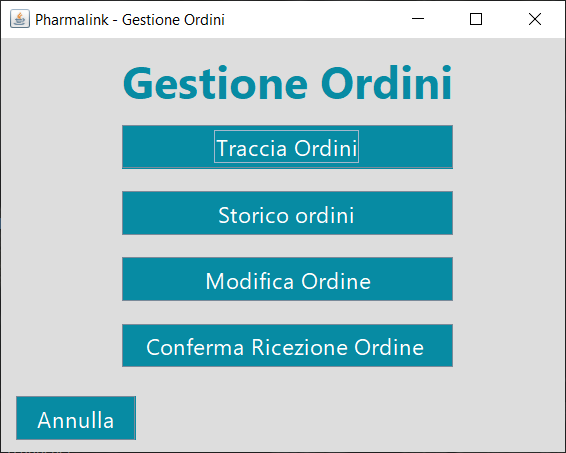 Pharmalink - Gestione Ordini
Gestione Ordini
Traccia Ordini
Storico ordini
Modifica Ordine
Conferma Ricezione Ordine
Annulla